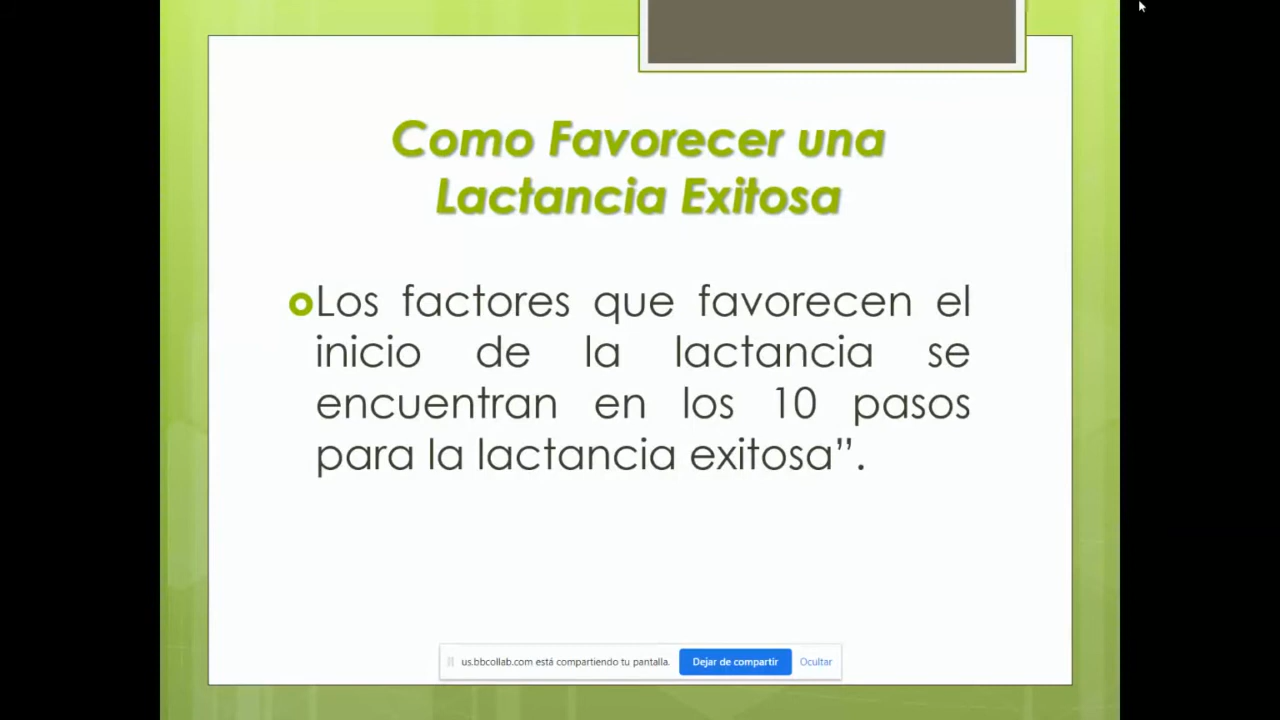 Como Favorecer una
Lactancia Exitosa
Los factores que favorecen el
inicio de la lactancia se
encuentran en los 10 pasos
para la lactancia exitosa”.
us.bbcollab.com está compartiendo tu pantalla. Dejar de compartir Ocultar